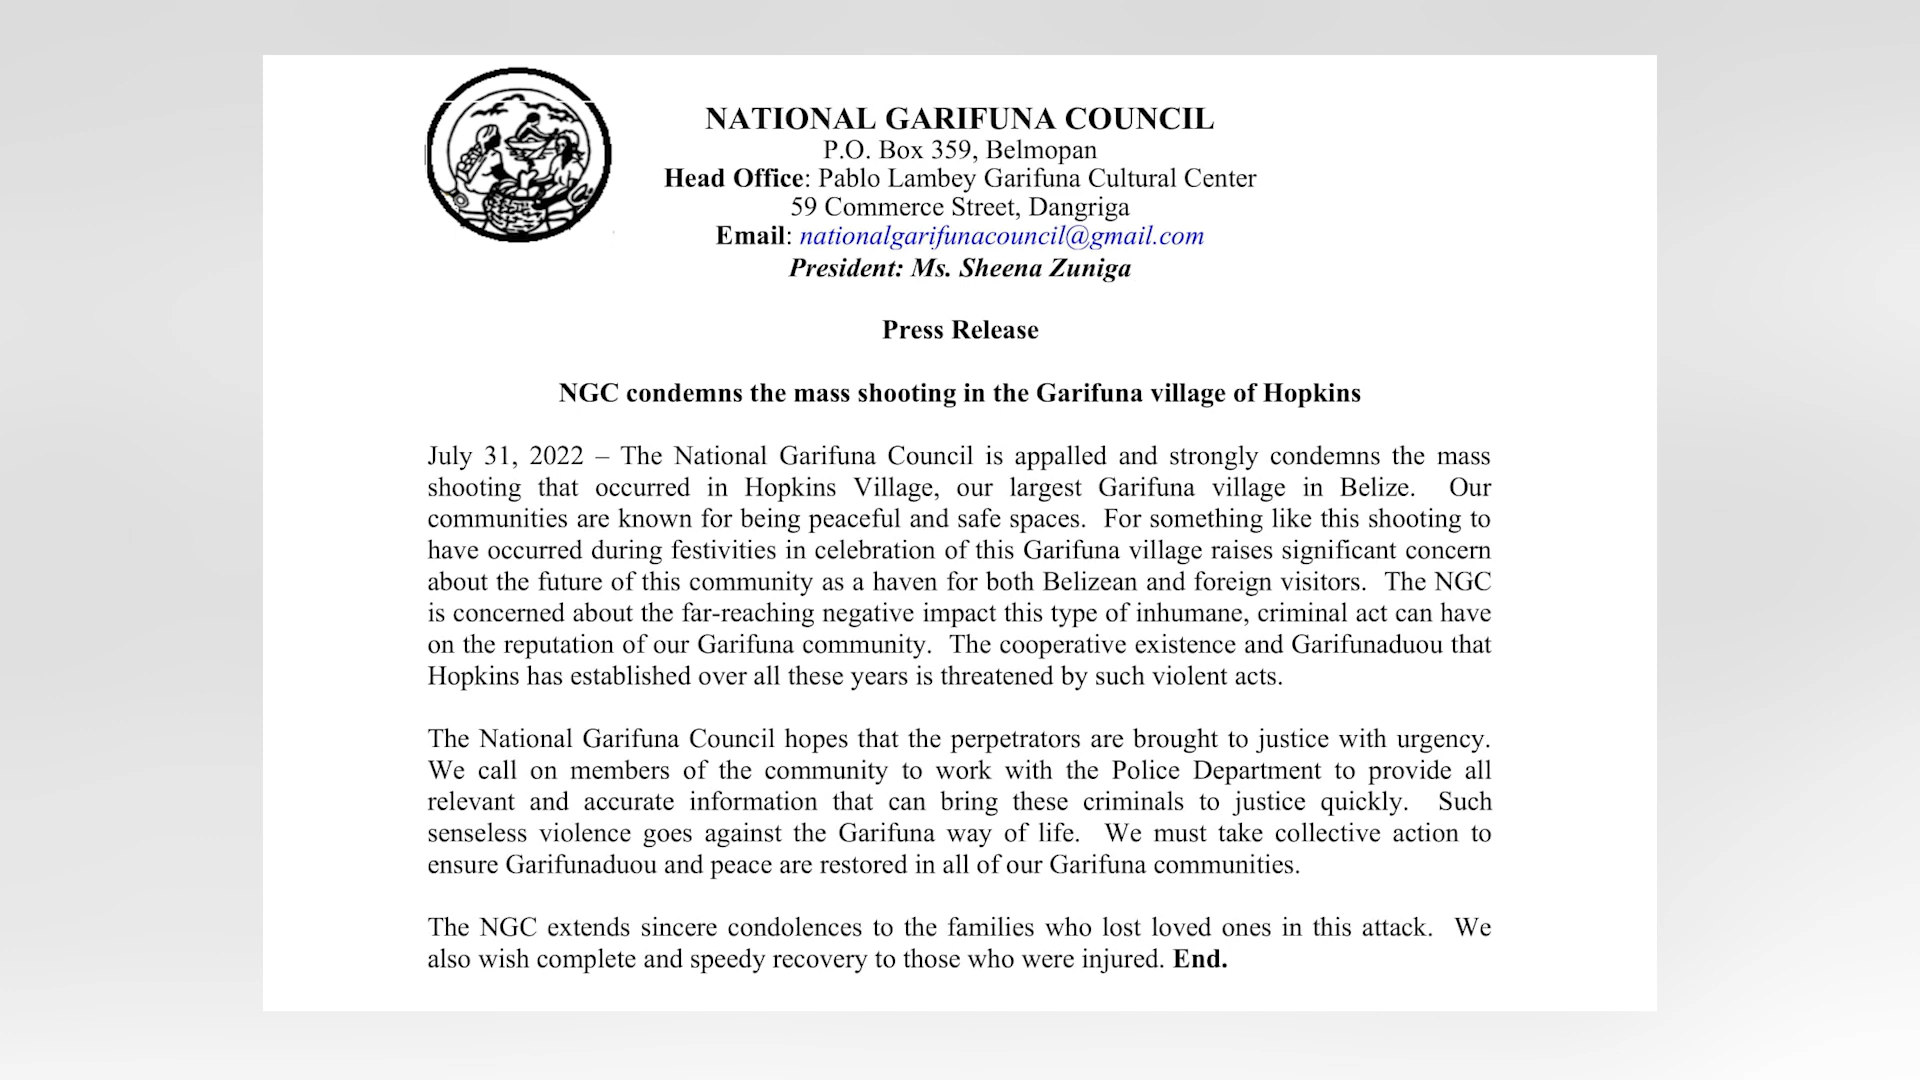 NATIONAL GARIFUNA COUNCIL
P.O. Box 359, Belmopan
Head Office: Pablo Lambey Garifuna Cultural Center
59 Commerce Street, Dangriga
Email: nationalgarifunacouncil@gmail.com
President: Ms. Sheena Zuniga
Press Release
NGC condemns the mass shooting in the Garifuna village of Hopkins
July 31, 2022 – The National Garifuna Council is appalled and strongly condemns the mass
shooting that occurred in Hopkins Village, our largest Garifuna village in Belize. Our
communities are known for being peaceful and safe spaces. For something like this shooting to
have occurred during festivities in celebration of this Garifuna village raises significant concern
about the future of this community as a haven for both Belizean and foreign visitors. The NGC
is concerned about the far-reaching negative impact this type of inhumane, criminal act can have
on the reputation of our Garifuna community. The cooperative existence and Garifunaduou that
Hopkins has established over all these years is threatened by such violent acts.
The National Garifuna Council hopes that the perpetrators are brought to justice with urgency.
We call on members of the community to work with the Police Department to provide all
relevant and accurate information that can bring these criminals to justice quickly. Such
senseless violence goes against the Garifuna way of life. We must take collective action to
ensure Garifunaduou and peace are restored in all of our Garifuna communities.
The NGC extends sincere condolences to the families who lost loved ones in this attack. We
also wish complete and speedy recovery to those who were injured. End.